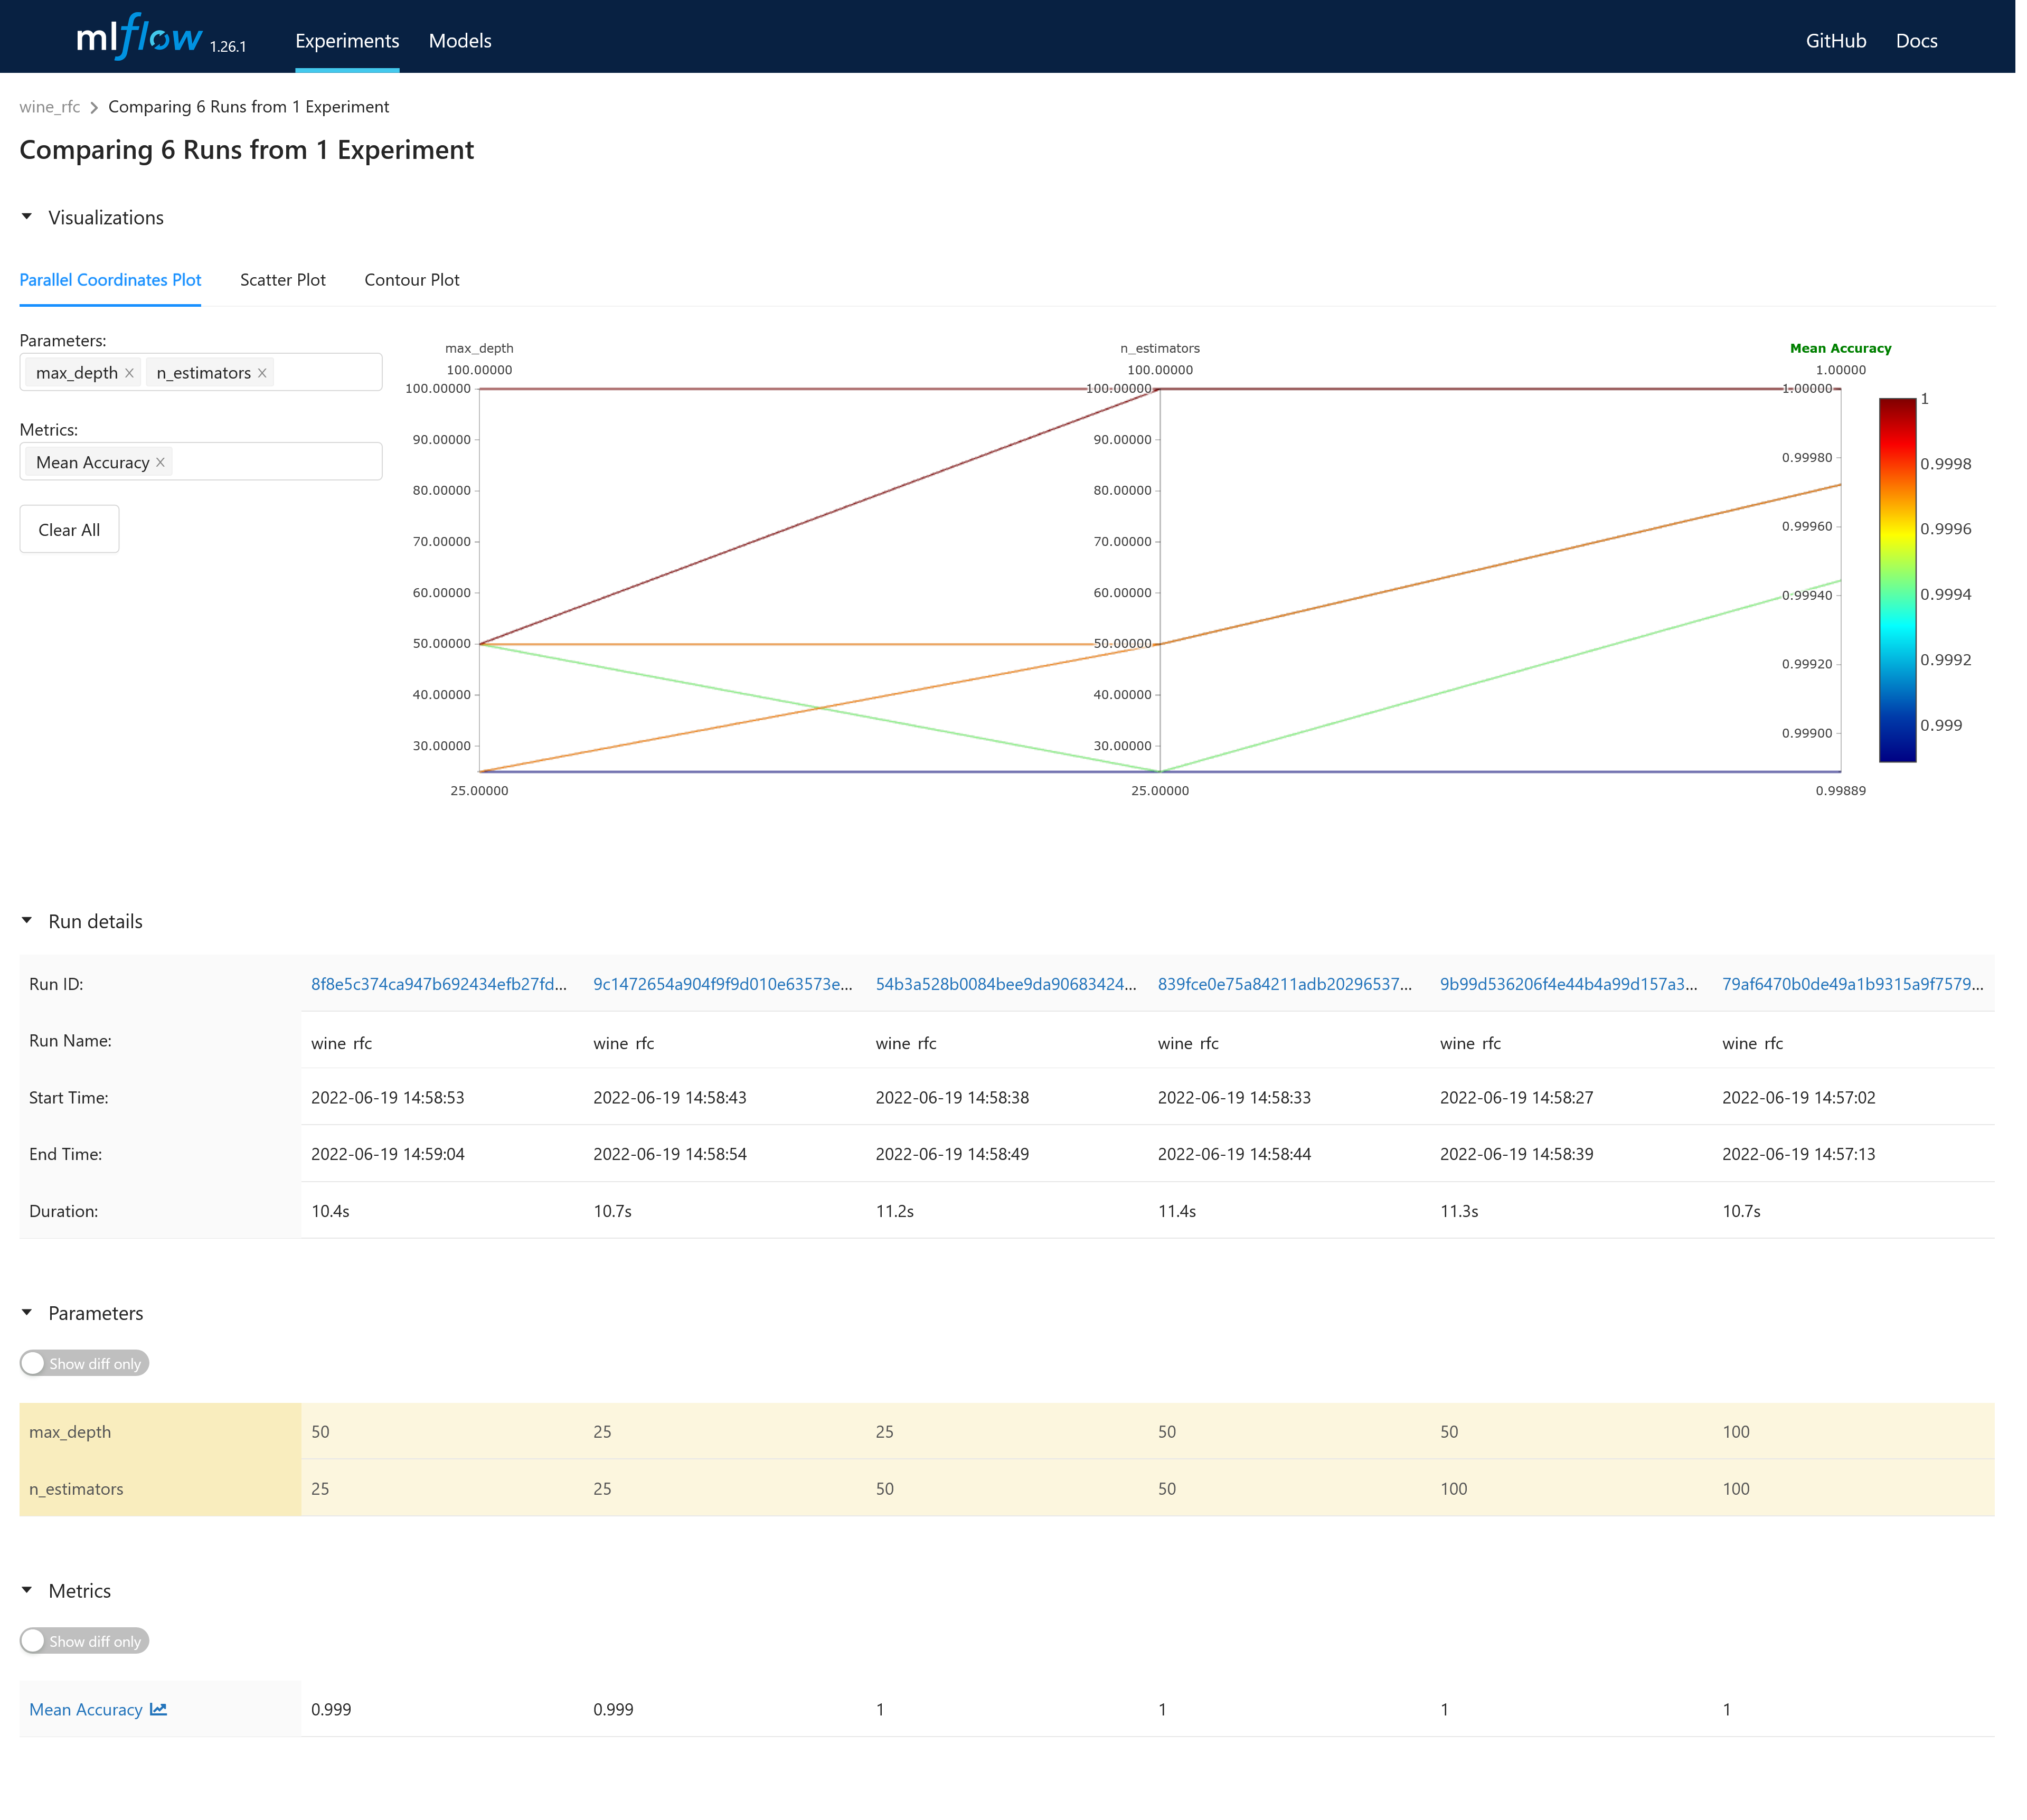 mlflow 1.26.1 Experiments Models GitHub Docs
wine_rfc > Comparing 6 Runs from 1 Experiment
Comparing 6 Runs from 1 Experiment
Visualizations
Parallel Coordinates Plot Scatter Plot Contour Plot
Parameters:
max_depth × n_estimators ×
Metrics:
Mean Accuracy ×
Clear All
max_depth
100.00000
100.00000
90.00000
80.00000
70.00000
60.00000
50.00000
40.00000
30.00000
25.00000
n_estimators
100.00000
100.00000
90.00000
80.00000
70.00000
60.00000
50.00000
40.00000
30.00000
25.00000
Mean Accuracy
1.00000
1.00000
0.99980
0.99960
0.99940
0.99920
0.99900
0.99889
1
0.9998
0.9996
0.9994
0.9992
0.999
Run details
Run ID: 8f8e5c374ca947b692434efb27fd... 9c1472654a904f9f9d010e63573e... 54b3a528b0084bee9da90683424... 839fce0e75a84211adb20296537... 9b99d536206f4e44b4a99d157a3... 79af6470b0de49a1b9315a9f7579...
Run Name: wine_rfc wine_rfc wine_rfc wine_rfc wine_rfc wine_rfc
Start Time: 2022-06-19 14:58:53 2022-06-19 14:58:43 2022-06-19 14:58:38 2022-06-19 14:58:33 2022-06-19 14:58:27 2022-06-19 14:57:02
End Time: 2022-06-19 14:59:04 2022-06-19 14:58:54 2022-06-19 14:58:49 2022-06-19 14:58:44 2022-06-19 14:58:39 2022-06-19 14:57:13
Duration: 10.4s 10.7s 11.2s 11.4s 11.3s 10.7s
Parameters
Show diff only
max_depth 50 25 25 50 50 100
n_estimators 25 25 50 50 100 100
Metrics
Show diff only
Mean Accuracy 0.999 0.999 1 1 1 1